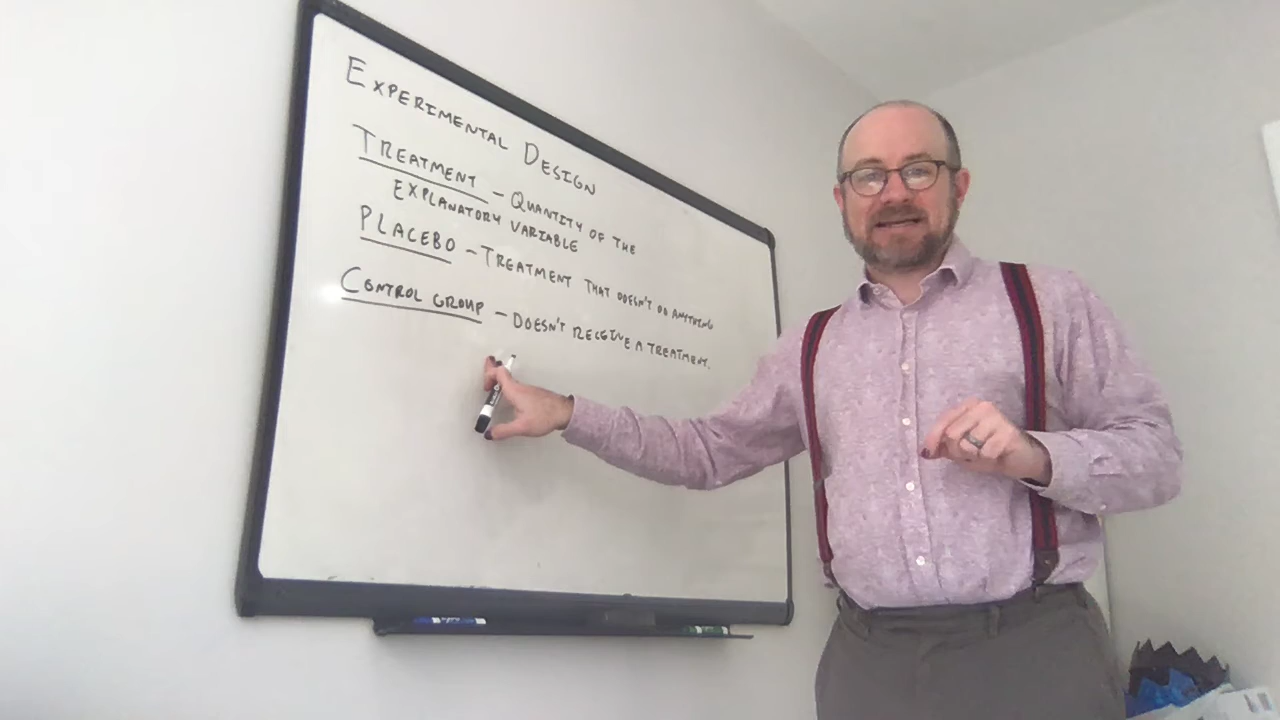 EXPERIMENTAL DESIGN
TREATMENT - QUANTITY OF THE
EXPLANATORY VARIABLE
PLACEBO - TREATMENT THAT DOESN'T DO ANYTHING
CONTROL GROUP - DOESN'T RECEIVE A TREATMENT.